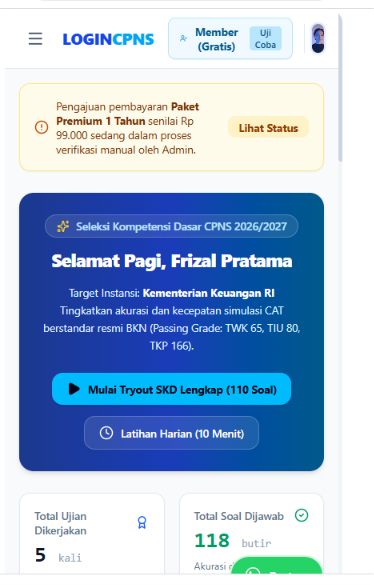 LOGINCPNS
Member
(Gratis)
Uji
Coba
Pengajuan pembayaran Paket
Premium 1 Tahun senilai Rp
99.000 sedang dalam proses
verifikasi manual oleh Admin.
Lihat Status
Seleksi Kompetensi Dasar CPNS 2026/2027
Selamat Pagi, Frizal Pratama
Target Instansi: Kementerian Keuangan RI
Tingkatkan akurasi dan kecepatan simulasi CAT
berstandar resmi BKN (Passing Grade: TWK 65, TIU 80,
TKP 166).
Mulai Tryout SKD Lengkap (110 Soal)
Latihan Harian (10 Menit)
Total Ujian
Dikerjakan
5 kali
Total Soal Dijawab
118 butir
Akurasi